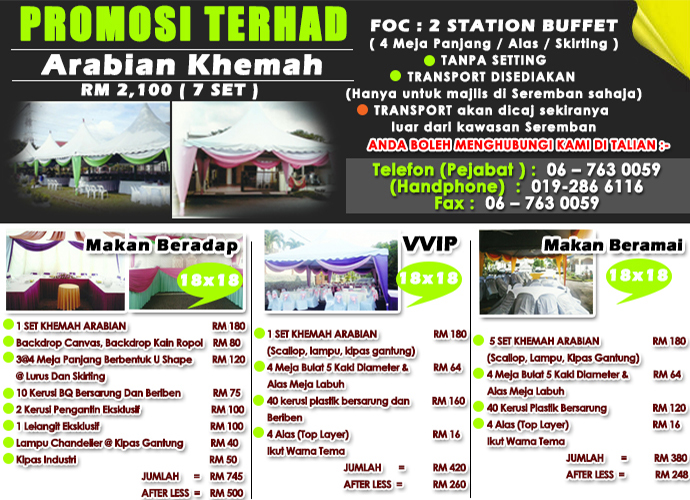 PROMOSI TERHAD
Arabian Khemah
RM 2,100 ( 7 SET )
FOC : 2 STATION BUFFET
( 4 Meja Panjang / Alas / Skirting )
TANPA SETTING
TRANSPORT DISEDIAKAN
(Hanya untuk majlis di Seremban sahaja)
TRANSPORT akan dicaj sekiranya
luar dari kawasan Seremban
ANDA BOLEH MENGHUBUNGI KAMI DI TALIAN :-
Telefon (Pejabat ) : 06 – 763 0059
(Handphone) : 019-286 6116
Fax : 06 – 763 0059
Makan Beradap
18x18
1 SET KHEMAH ARABIAN RM 180
Backdrop Canvas, Backdrop Kain Ropol RM 80
3@4 Meja Panjang Berbentuk U Shape RM 120
@ Lurus Dan Skirting
10 Kerusi BQ Bersarung Dan Beriben RM 75
2 Kerusi Pengantin Eksklusif RM 100
1 Lelangit Eksklusif RM 100
Lampu Chandelier @ Kipas Gantung RM 40
Kipas Industri RM 50
JUMLAH = RM 745
AFTER LESS = RM 500
VVIP
18x18
1 SET KHEMAH ARABIAN RM 180
(Scallop, lampu, kipas gantung)
4 Meja Bulat 5 Kaki Diameter & RM 64
Alas Meja Labuh
40 kerusi plastik bersarung dan RM 160
Beriben
4 Alas (Top Layer) RM 16
Ikut Warna Tema
JUMLAH = RM 420
AFTER LESS = RM 260
Makan Beramai
18x18
5 SET KHEMAH ARABIAN RM 180
(Scallop, Lampu, Kipas Gantung)
4 Meja Bulat 5 Kaki Diameter & RM 64
Alas Meja Labuh
40 Kerusi Plastik Bersarung RM 120
4 Alas (Top Layer) RM 16
Ikut Warna Tema
JUMLAH = RM 380
AFTER LESS = RM 248